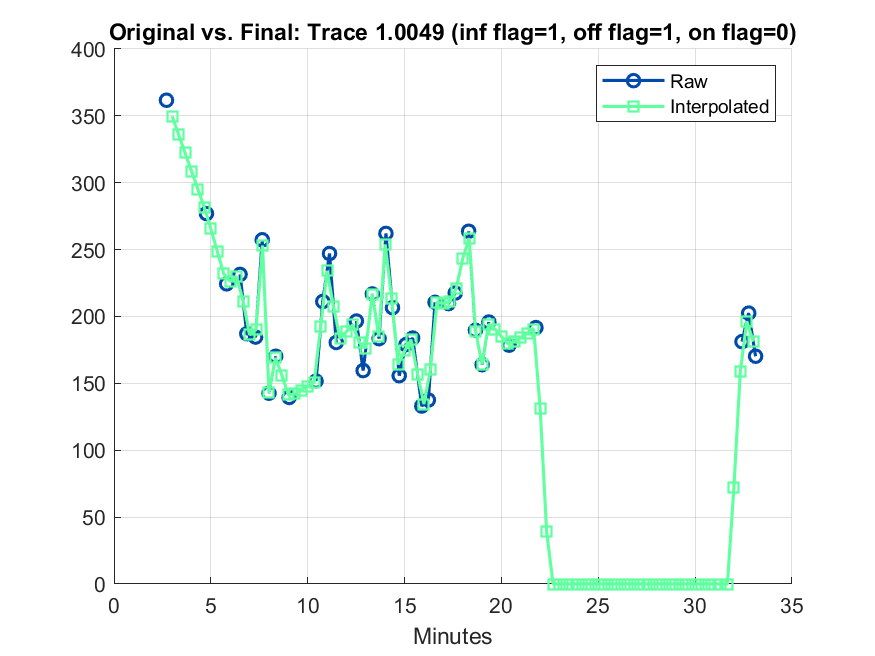 Original vs. Final: Trace 1.0049 (inf flag=1, off flag=1, on flag=0)
400
350
300
250
200
150
100
50
0
Raw
Interpolated
0 5 10 15 20 25 30 35
Minutes